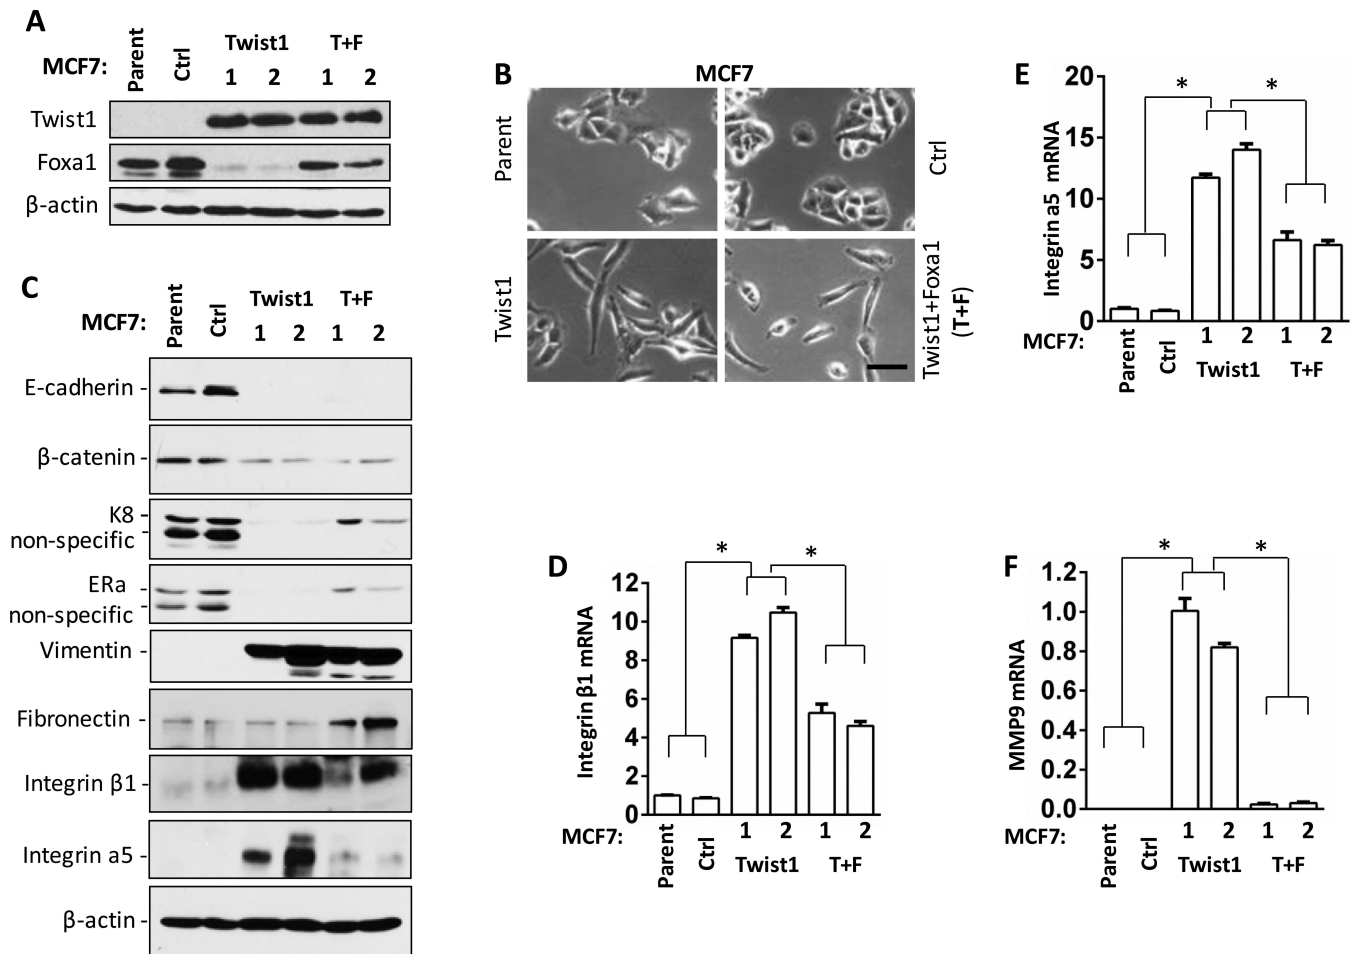 A
Parent
Ctrl
Twist1
T+F
MCF7:
1 2 1 2
Twist1
Foxa1
β-actin
B
MCF7
Parent
Ctrl
Twist1
Twist1+Foxa1
(T+F)
C
Parent
Ctrl
Twist1
T+F
MCF7:
1 2 1 2
E-cadherin -
β-catenin -
K8 -
non-specific -
ERa -
non-specific -
Vimentin -
Fibronectin -
Integrin β1 -
Integrin a5 -
β-actin -
D
Integrin β1 mRNA
12
10
8
6
4
2
0
* *
MCF7:
Parent
Ctrl
1 2 1 2
Twist1 T+F
E
Integrin a5 mRNA
20
15
10
5
0
* *
MCF7:
Parent
Ctrl
1 2 1 2
Twist1 T+F
F
MMP9 mRNA
1.2
1.0
0.8
0.6
0.4
0.2
0.0
* *
MCF7:
Parent
Ctrl
1 2 1 2
Twist1 T+F